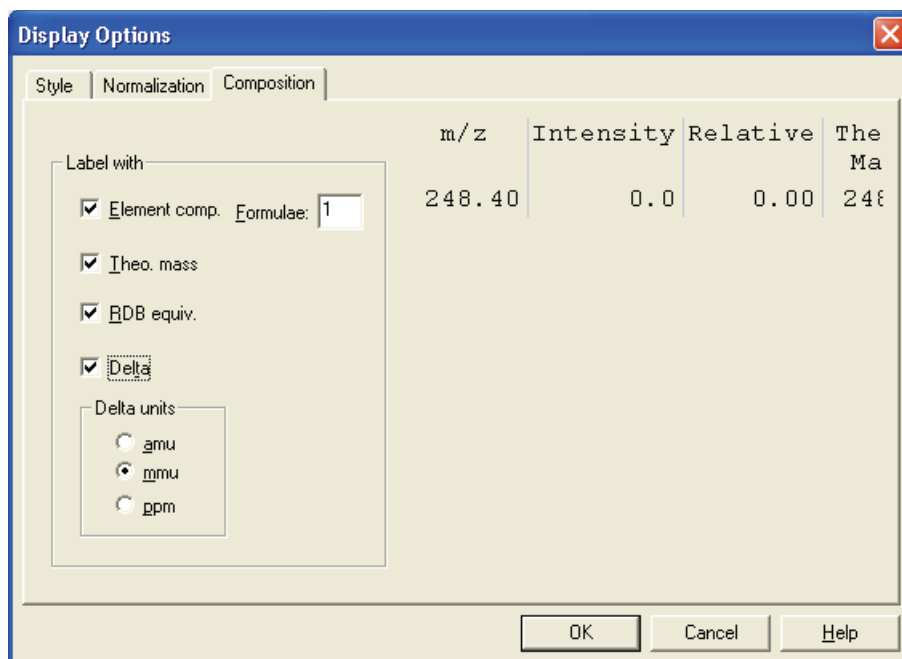 Display Options
Style Normalization Composition
Label with
Element comp. Formulae: 1
Theo. mass
RDB equiv.
Delta
Delta units
amu
mmu
ppm
m/z Intensity Relative The
Ma
248.40 0.0 0.00 248
OK Cancel Help